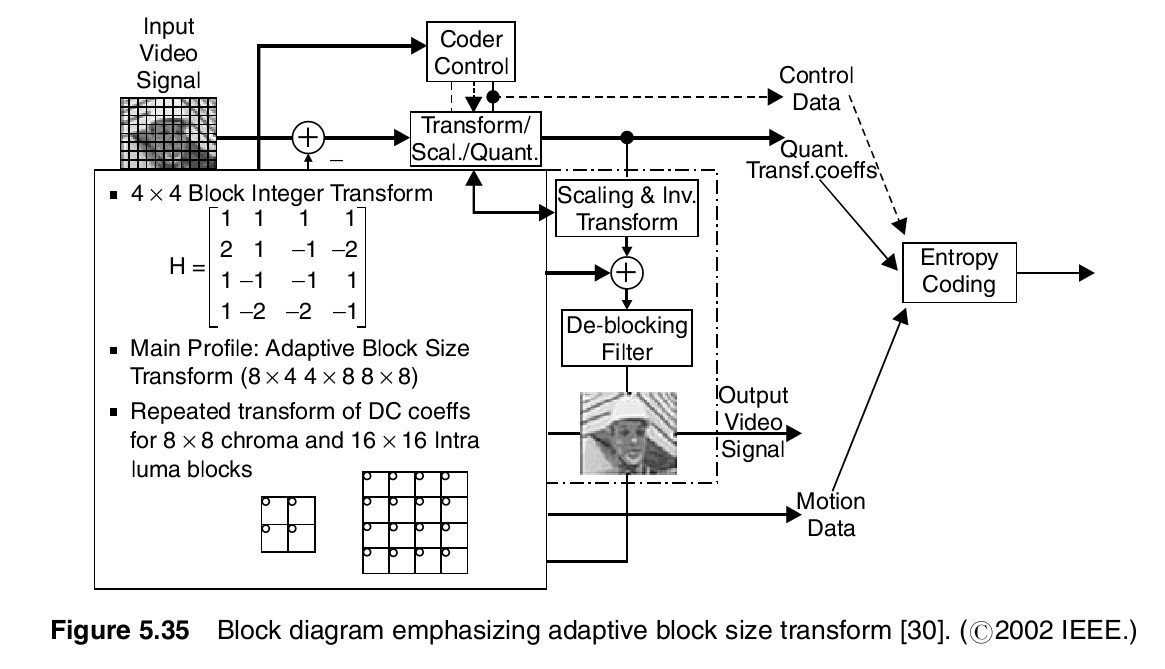 Input
Video
Signal
Coder
Control
Control
Data
Transform/
Scal./Quant.
+
–
Quant.
Transf.coeffs
▪ 4 × 4 Block Integer Transform
H =
1 1 1 1
2 1 –1 –2
1 –1 –1 1
1 –2 –2 –1
▪ Main Profile: Adaptive Block Size
Transform (8 × 4 4 × 8 8 × 8)
▪ Repeated transform of DC coeffs
for 8 × 8 chroma and 16 × 16 Intra
luma blocks
Scaling & Inv.
Transform
+
De-blocking
Filter
Entropy
Coding
Output
Video
Signal
Motion
Data
Figure 5.35 Block diagram emphasizing adaptive block size transform [30]. (©2002 IEEE.)